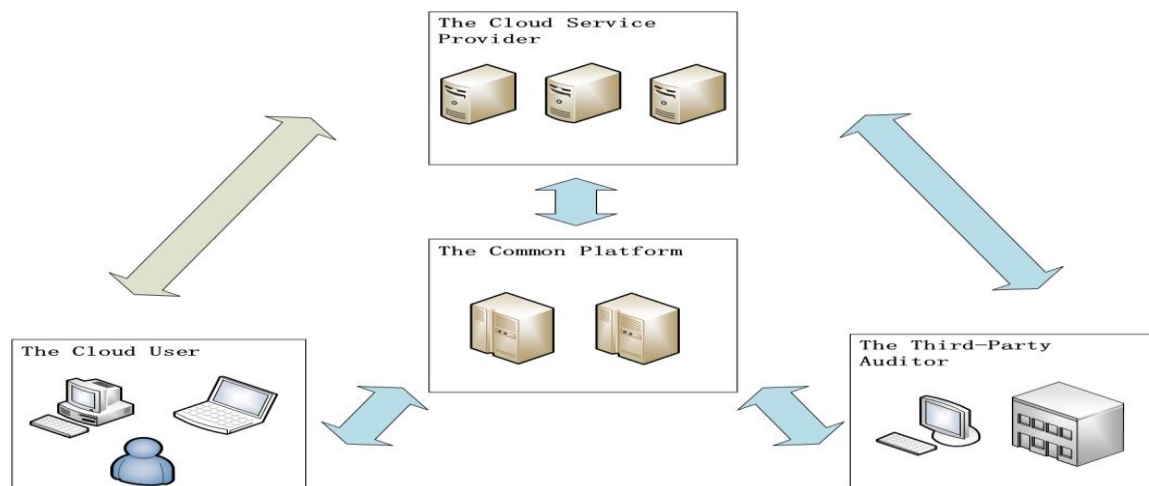 The Cloud Service
Provider
The Common Platform
The Cloud User
The Third-Party
Auditor